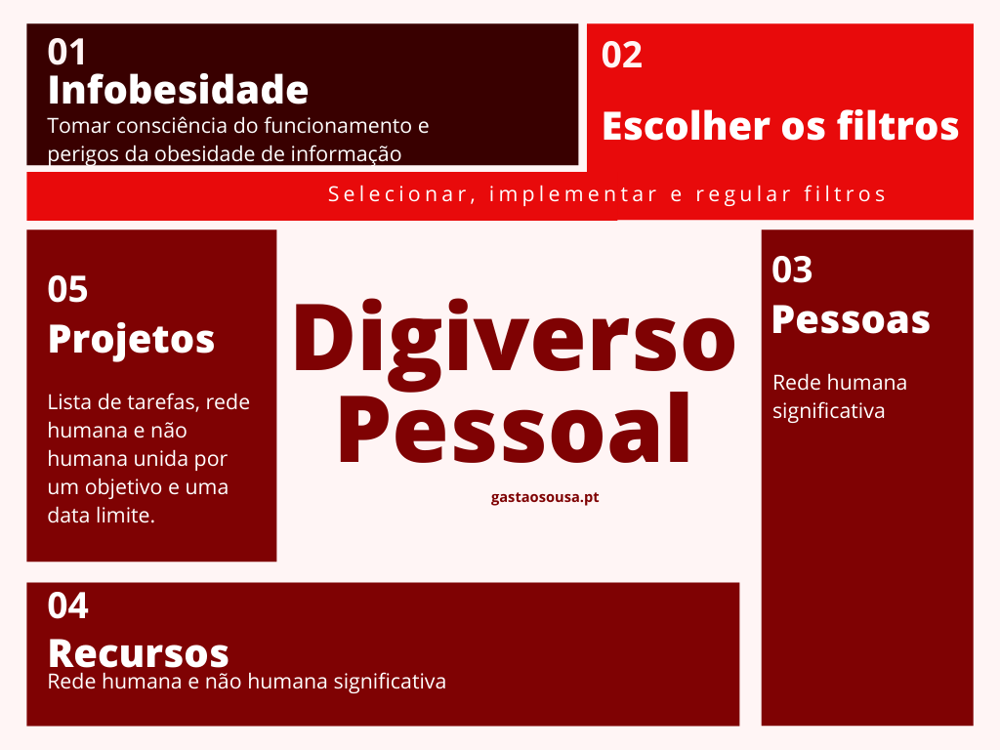 01
Infobesidade
Tomar consciência do funcionamento e
perigos da obesidade de informação
02
Escolher os filtros
Selecionar, implementar e regular filtros
03
Pessoas
Rede humana
significativa
Digiverso
Pessoal
gastaosousa.pt
05
Projetos
Lista de tarefas, rede
humana e não
humana unida por
um objetivo e uma
data limite.
04
Recursos
Rede humana e não humana significativa